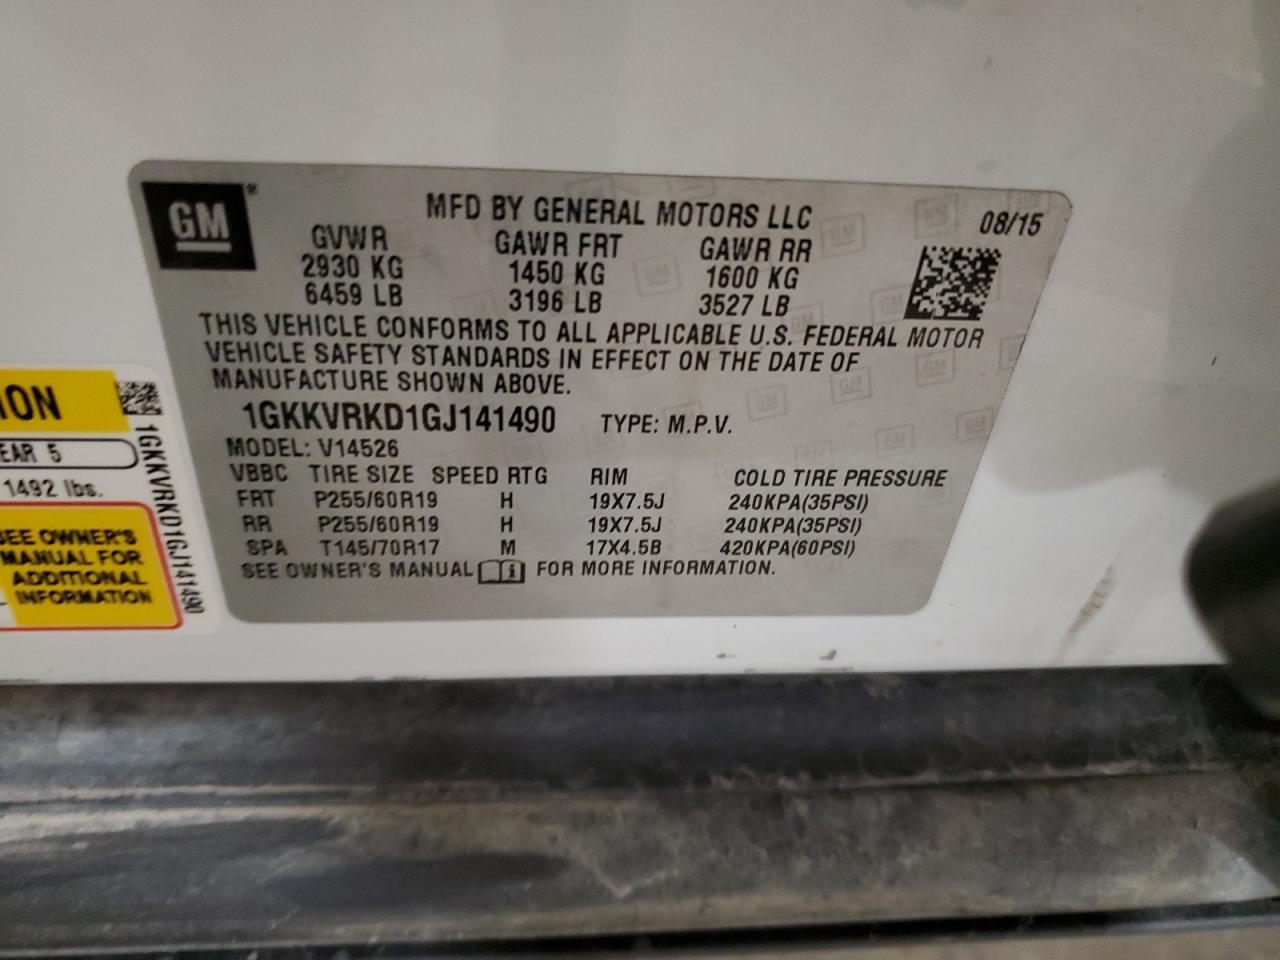 GM®
MFD BY GENERAL MOTORS LLC 08/15
GVWR GAWR FRT GAWR RR
2930 KG 1450 KG 1600 KG
6459 LB 3196 LB 3527 LB
THIS VEHICLE CONFORMS TO ALL APPLICABLE U.S. FEDERAL MOTOR
VEHICLE SAFETY STANDARDS IN EFFECT ON THE DATE OF
MANUFACTURE SHOWN ABOVE.
1GKKVRKD1GJ141490 TYPE: M.P.V.
MODEL: V14526
VBBC TIRE SIZE SPEED RTG RIM COLD TIRE PRESSURE
FRT P255/60R19 H 19X7.5J 240KPA(35PSI)
RR P255/60R19 H 19X7.5J 240KPA(35PSI)
SPA T145/70R17 M 17X4.5B 420KPA(60PSI)
SEE OWNER'S MANUAL i FOR MORE INFORMATION.
ION
EAR 5
1492 lbs.
SEE OWNER'S
MANUAL FOR
ADDITIONAL
INFORMATION
1GKKVRKD1GJ141490